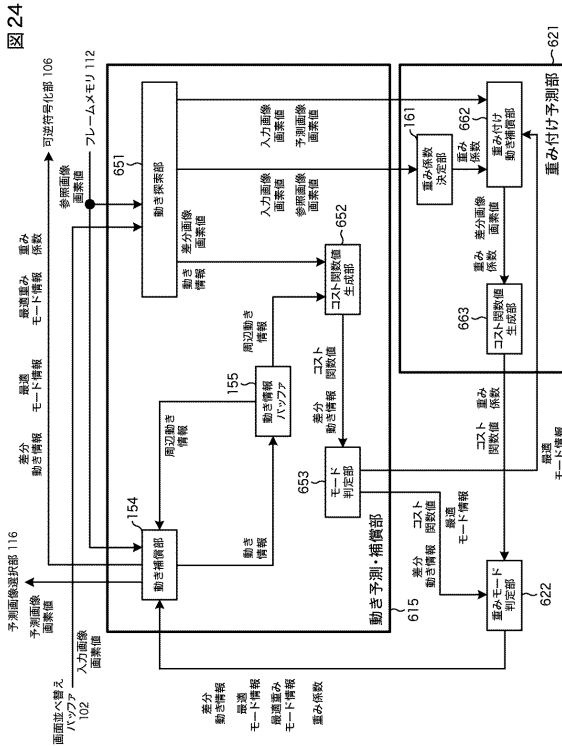 図24
可逆符号化部 106
フレームメモリ 112
参照画像
画素値
重み
係数
最適重み
モード情報
最適
モード情報
差分
動き情報
予測画像選択部 116
予測画像
画素値
入力画像
画素値
画面並べ替え
バッファ
102
651
動き探索部
入力画像
画素値
予測画像
画素値
入力画像
画素値
参照画像
画素値
差分画像
画素値
動き
情報
652
コスト関数値
生成部
周辺動き
情報
155
動き情報
バッファ
周辺動き
情報
コスト
関数値
差分
動き情報
653
モード
判定部
154
動き補償部
動き
情報
動き予測・補償部
615
621
重み付け予測部
161
重み係数
決定部
重み
係数
662
重み付け
動き補償部
差分画像
画素値
重み
係数
663
コスト関数値
生成部
重み
係数
コスト
関数値
最適
モード情報
差分
動き情報
コスト
関数値
最適
モード情報
重みモード
判定部
622
差分
動き情報
最適
モード情報
最適重み
モード情報
重み係数